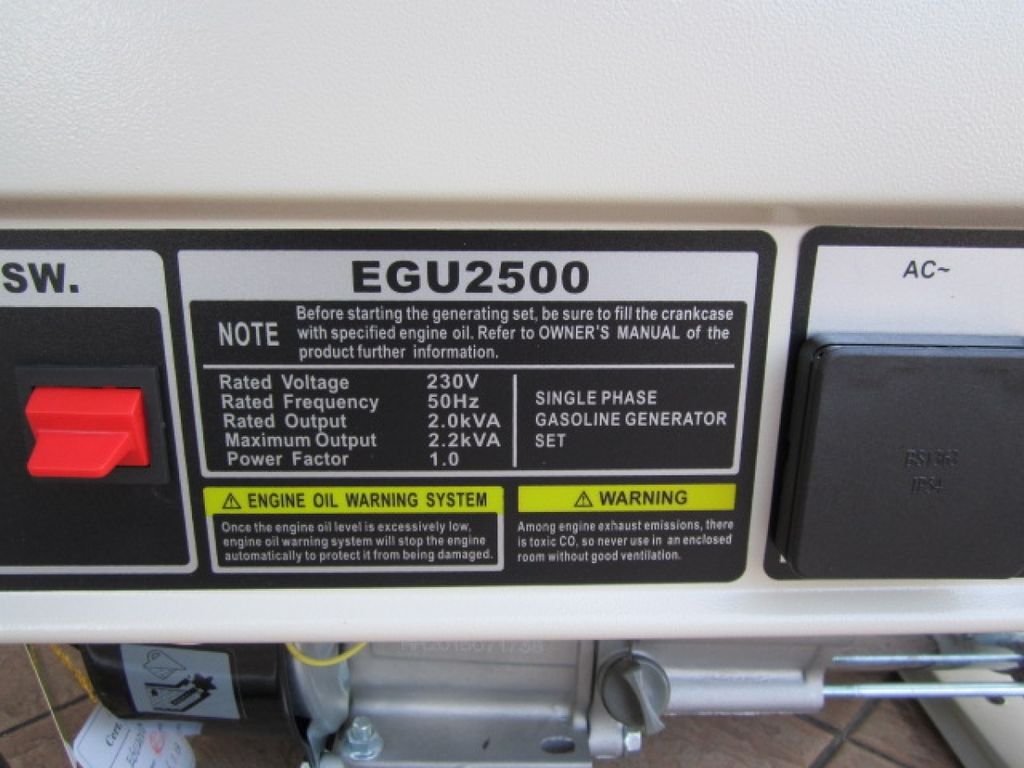 SW.
EGU2500
NOTE
Before starting the generating set, be sure to fill the crankcase
with specified engine oil. Refer to OWNER'S MANUAL of the
product further information.
Rated Voltage 230V
Rated Frequency 50Hz
Rated Output 2.0kVA
Maximum Output 2.2kVA
Power Factor 1.0
SINGLE PHASE
GASOLINE GENERATOR
SET
ENGINE OIL WARNING SYSTEM
Once the engine oil level is excessively low,
engine oil warning system will stop the engine
automatically to protect it from being damaged.
WARNING
Among engine exhaust emissions, there
is toxic CO, so never use in an enclosed
room without good ventilation.
AC~
BS1363
IP54